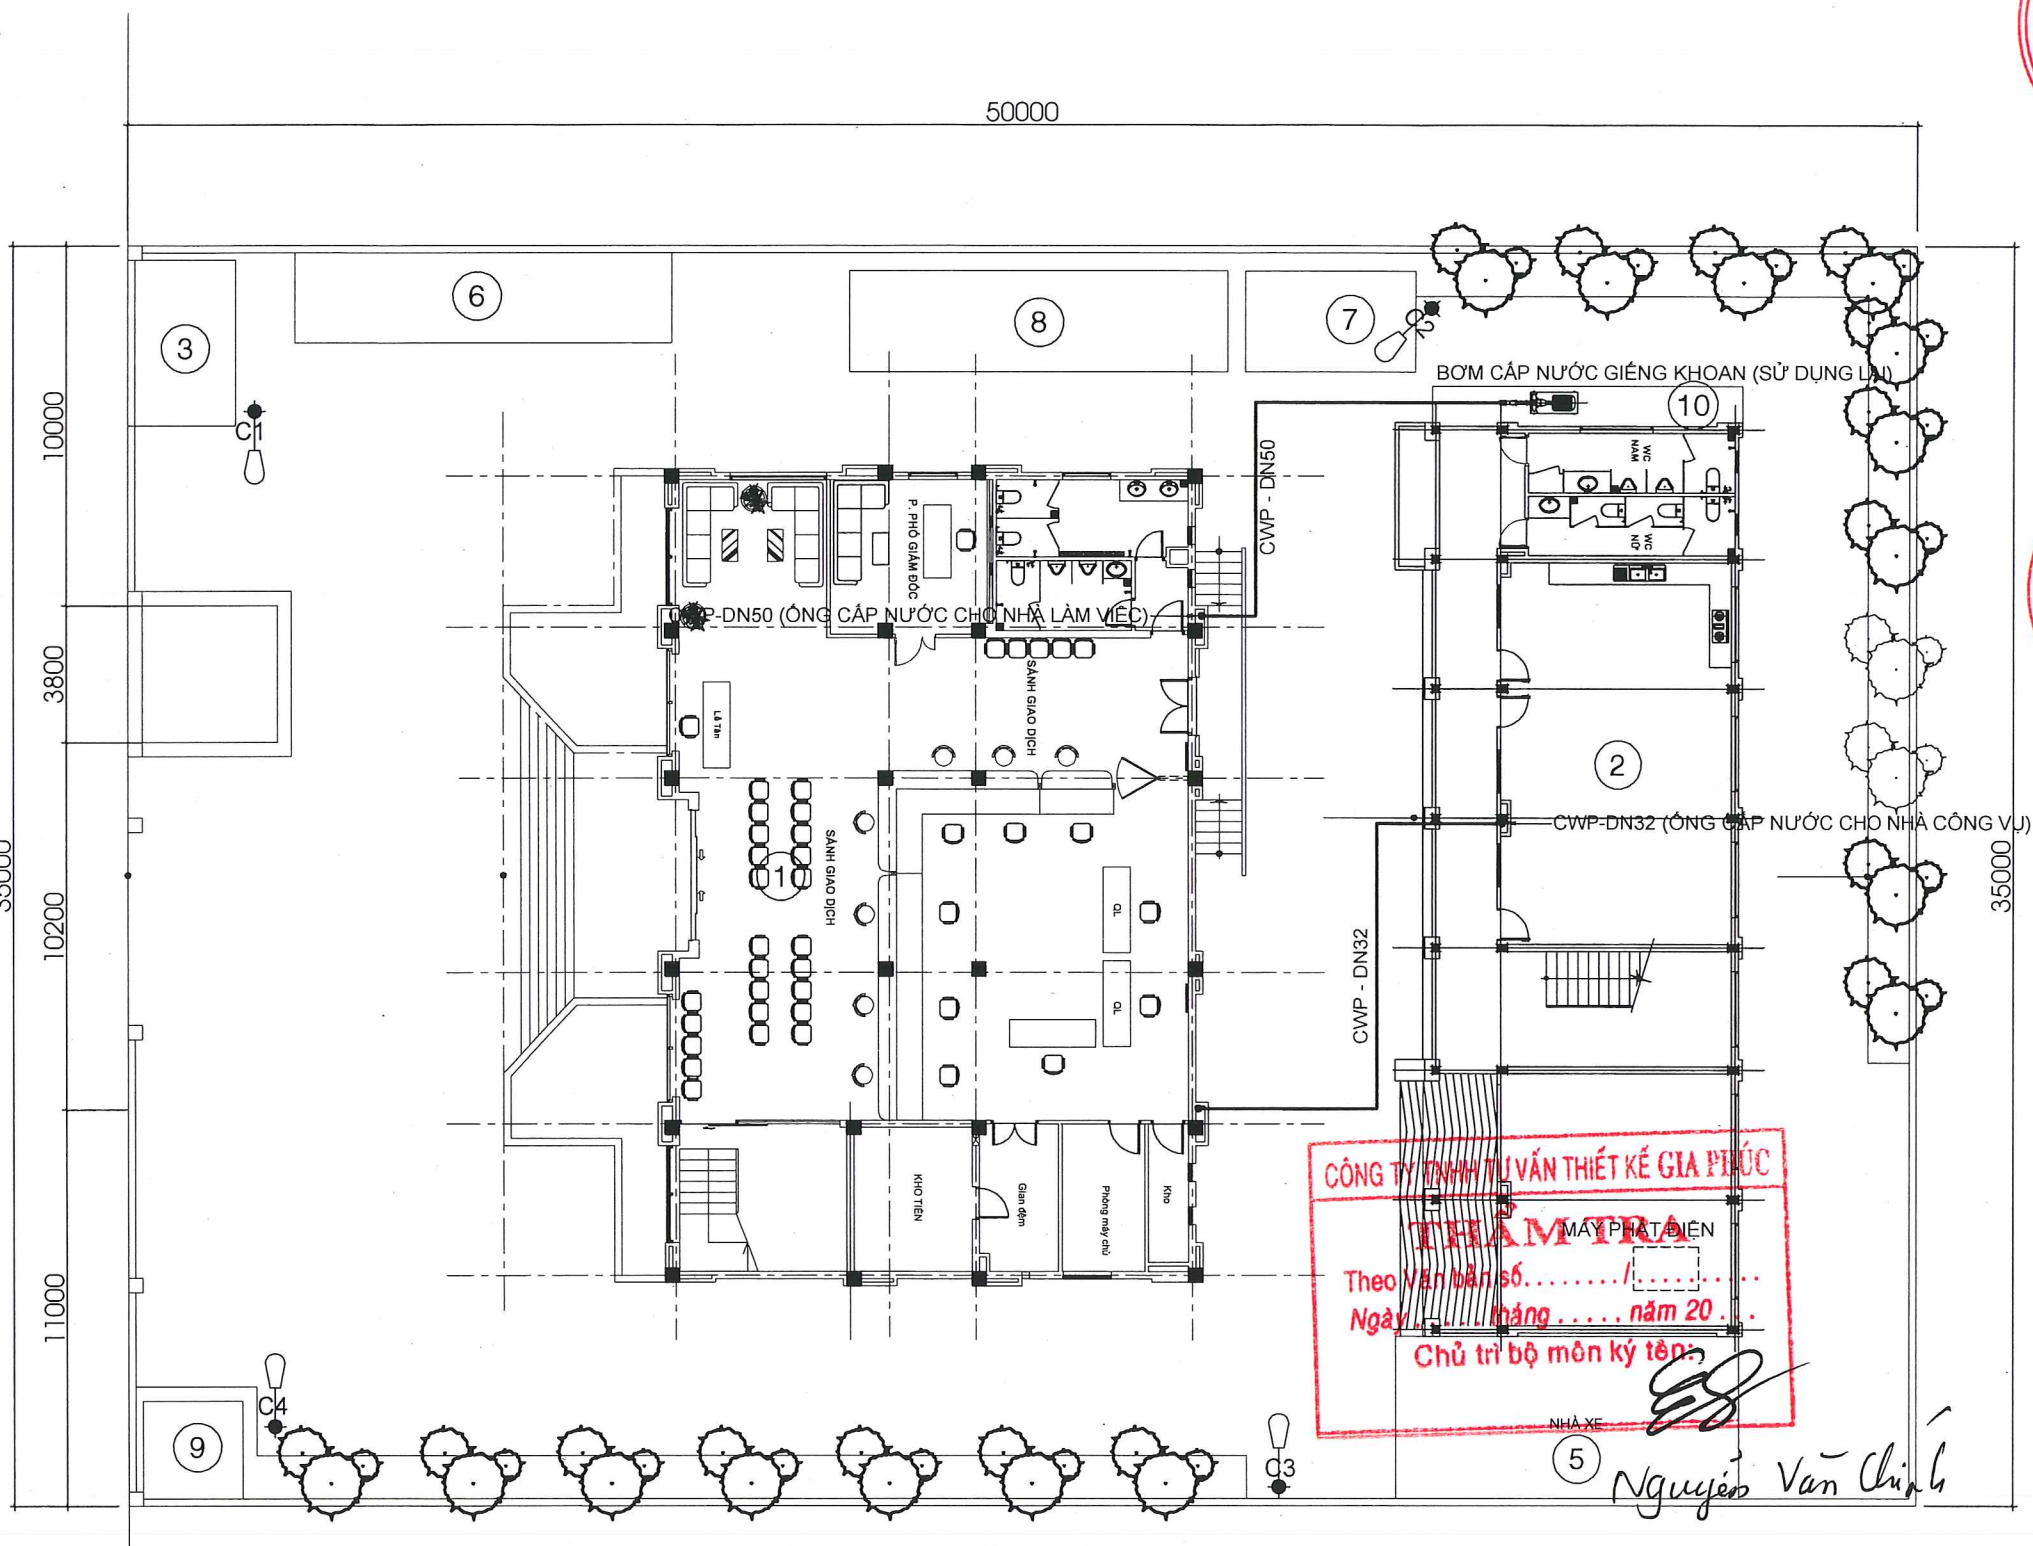 50000
6
8
7
3
C2
BƠM CẤP NƯỚC GIẾNG KHOAN (SỬ DỤNG LẠI)
10
10000
C1
CWP - DN50
WC NAM
P. PHÓ GIÁM ĐỐC
WC NỮ
CWP-DN50 (ỐNG CẤP NƯỚC CHO NHÀ LÀM VIỆC)
3800
SẢNH GIAO DỊCH
Lễ Tân
2
CWP-DN32 (ỐNG CẤP NƯỚC CHO NHÀ CÔNG VỤ)
SẢNH GIAO DỊCH
1
35000
35000
10200
QL
QL
CWP - DN32
CÔNG TY TNHH TƯ VẤN THIẾT KẾ GIA PHÚC
THẨM TRA
MÁY PHÁT ĐIỆN
Theo Văn bản số......../..........
Ngày ...... tháng ..... năm 20 ...
Chủ trì bộ môn ký tên:
KHO TIỀN
Gian đệm
Phòng máy chủ
Kho
11000
C4
9
C3
NHÀ XE
5
Nguyễn Văn Chính